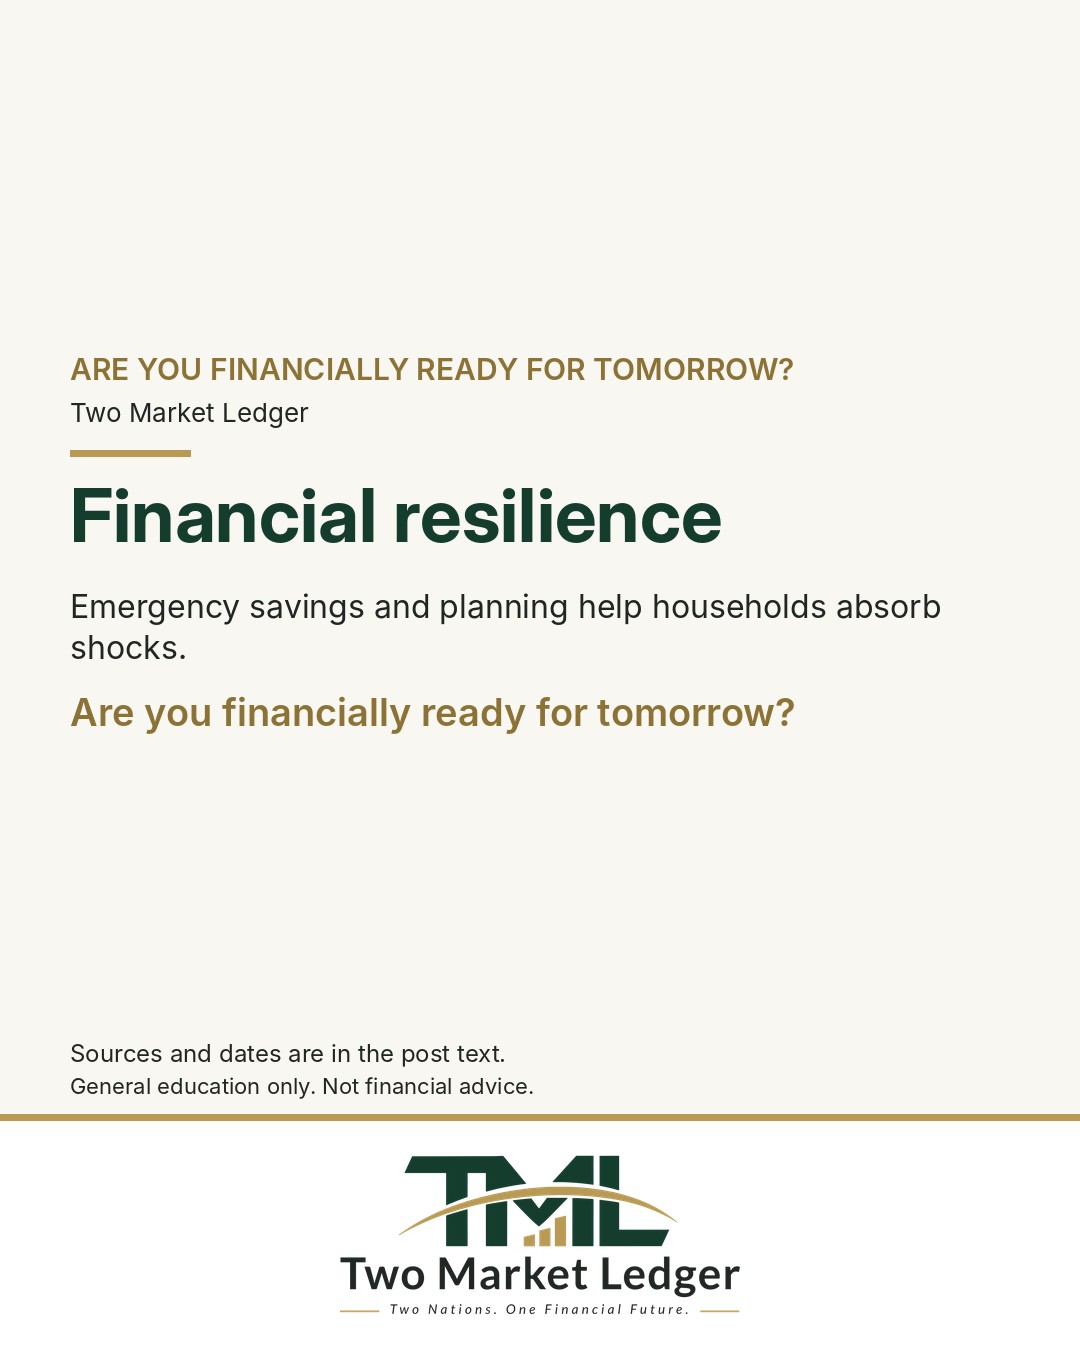 ARE YOU FINANCIALLY READY FOR TOMORROW?
Two Market Ledger
Financial resilience
Emergency savings and planning help households absorb
shocks.
Are you financially ready for tomorrow?
Sources and dates are in the post text.
General education only. Not financial advice.
TML
Two Market Ledger
Two Nations. One Financial Future.